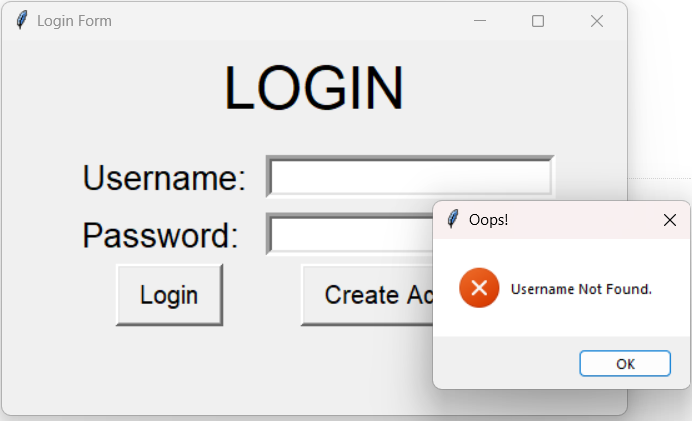 Login Form
LOGIN
Username:
Password:
Login
Create Ac
Oops!
Username Not Found.
OK